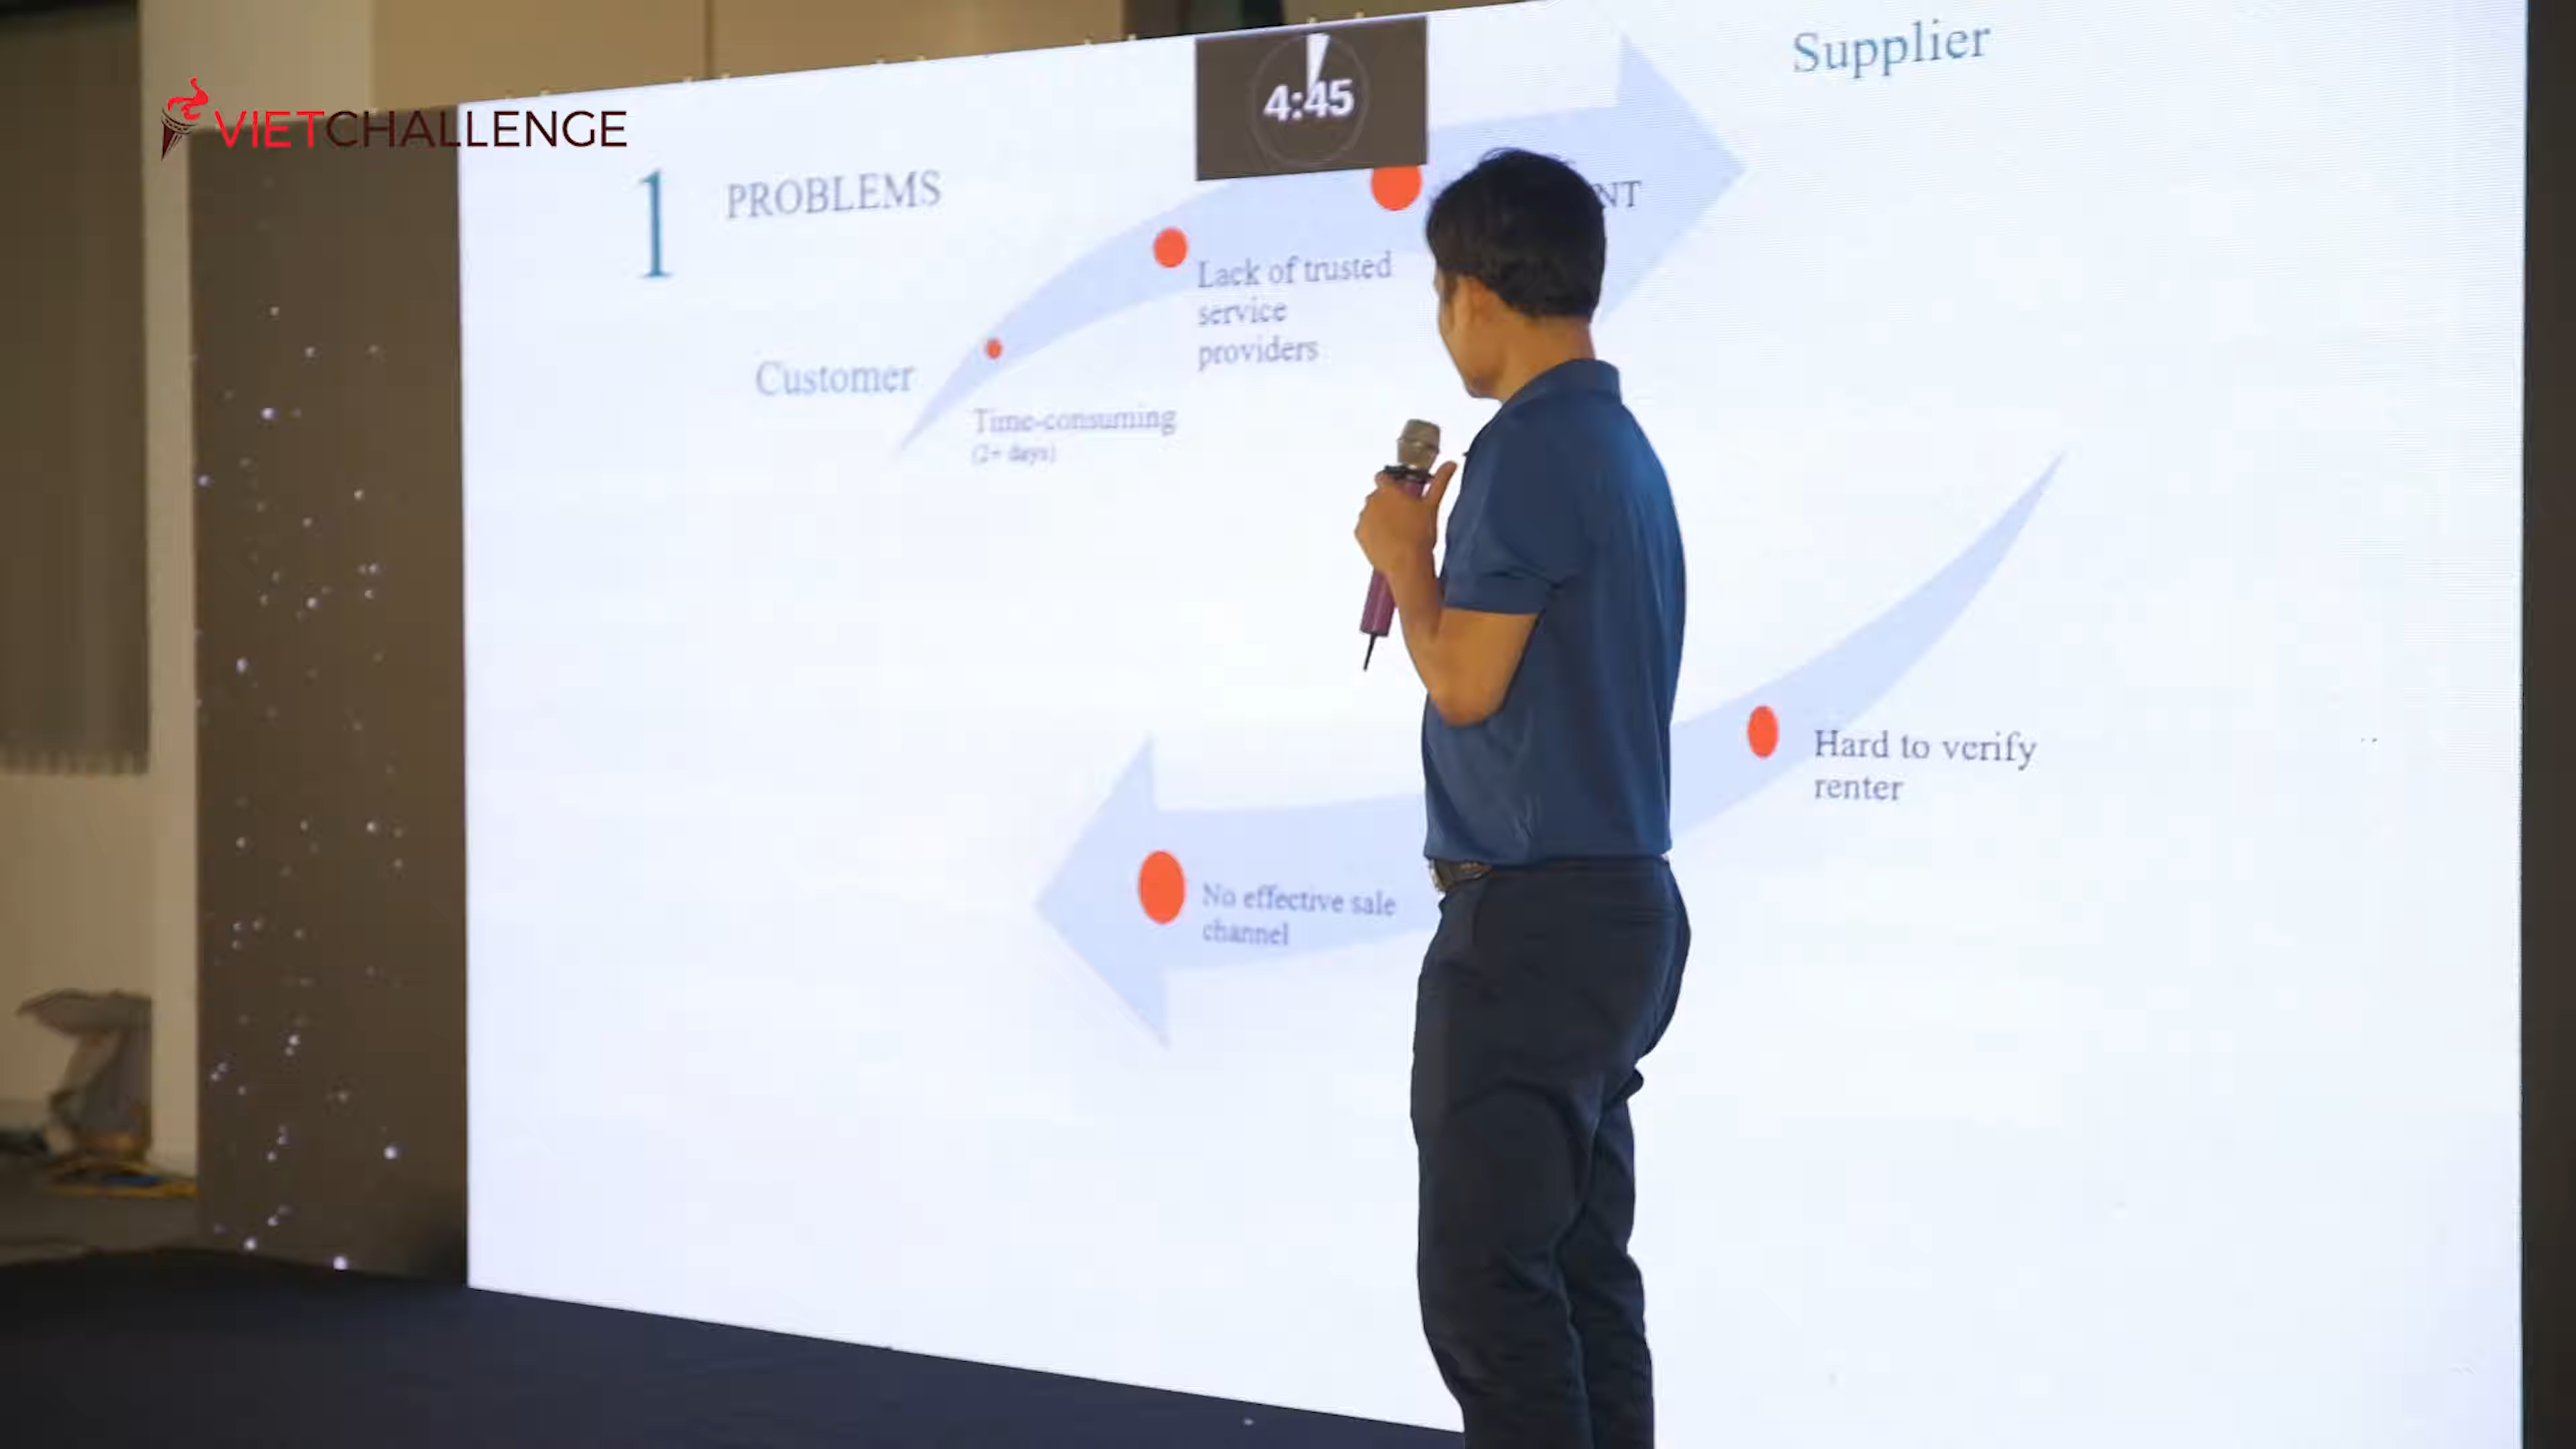 VIETCHALLENGE
4:45
Supplier
1 PROBLEMS
NT
Lack of trusted
service
providers
Customer
Time-consuming
(2+ days)
Hard to verify
renter
No effective sale
channel